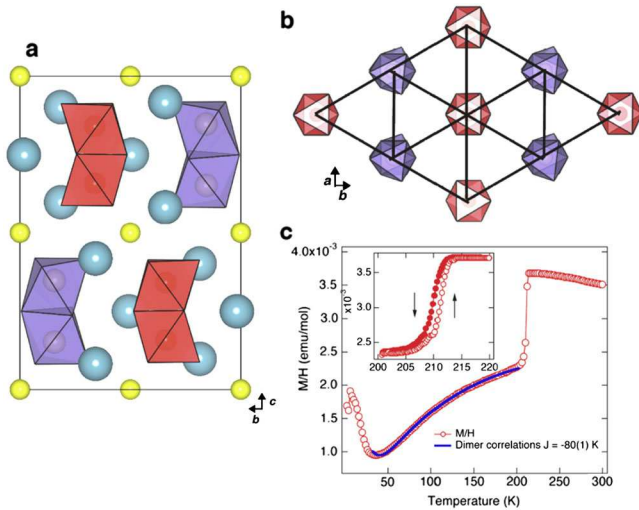 a
c
b
b
a
b
c
M/H (emu/mol)
4.0x10⁻³
3.5
3.0
2.5
2.0
1.5
1.0
x10⁻³
3.5
3.0
2.5
200 205 210 215 220
M/H
Dimer correlations J = -80(1) K
50 100 150 200 250 300
Temperature (K)